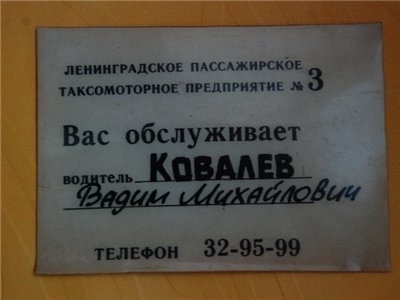 ЛЕНИНГРАДСКОЕ ПАССАЖИРСКОЕ
ТАКСОМОТОРНОЕ ПРЕДПРИЯТИЕ № 3
Вас обслуживает
водитель КОВАЛЕВ
Вадим Михайлович
ТЕЛЕФОН 32-95-99